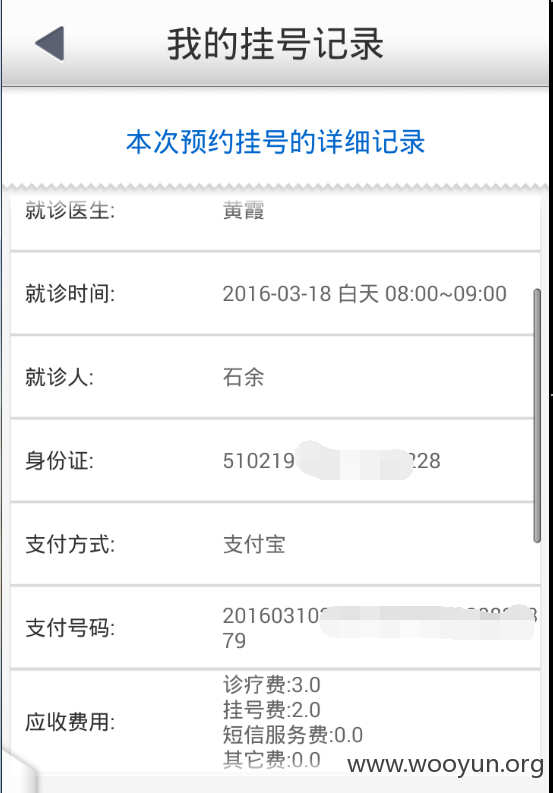 我的挂号记录
本次预约挂号的详细记录
就诊医生: 黄霞
就诊时间: 2016-03-18 白天 08:00~09:00
就诊人: 石余
身份证: 510219 228
支付方式: 支付宝
支付号码: 20160310
79
应收费用: 诊疗费:3.0
挂号费:2.0
短信服务费:0.0
其它费:0.0
www.wooyun.org